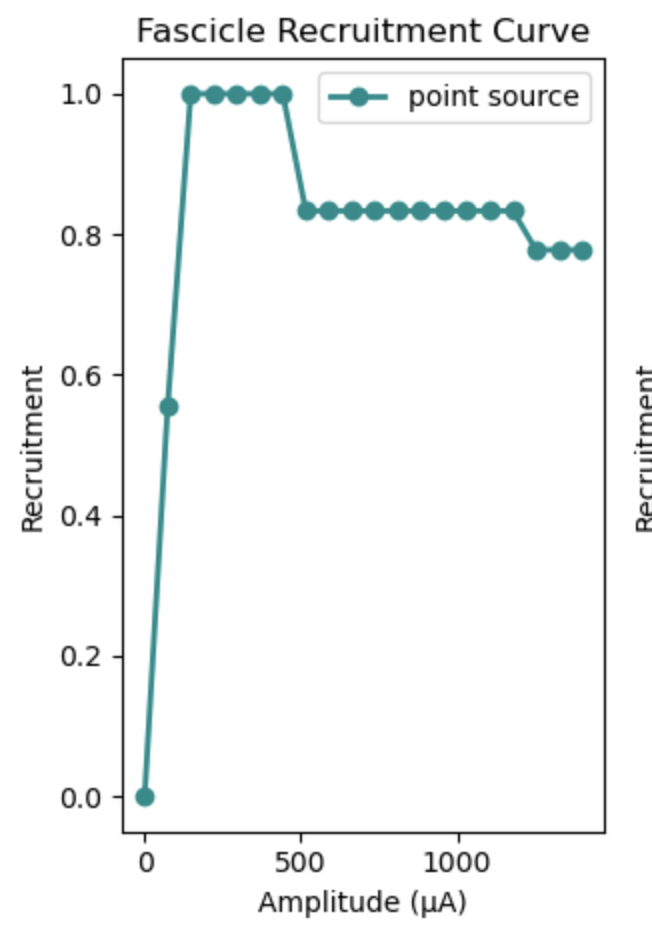 Fascicle Recruitment Curve
point source
1.0
0.8
0.6
0.4
0.2
0.0
Recruitment
0 500 1000
Amplitude (μA)
Recruitment